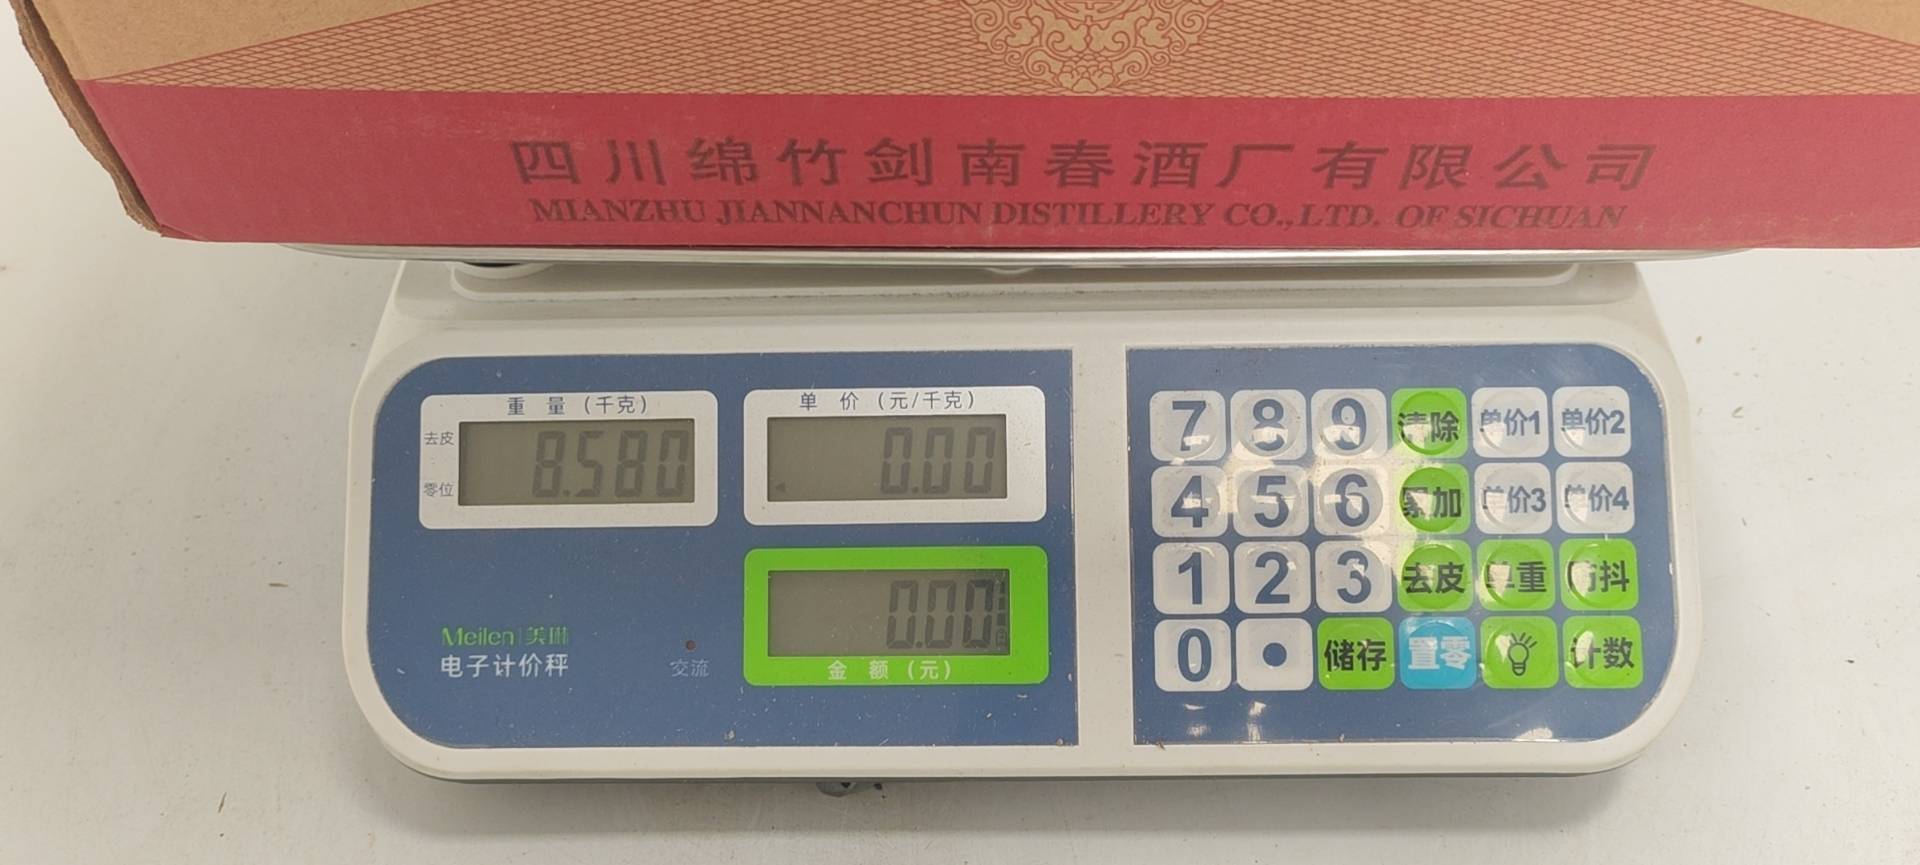 四川绵竹剑南春酒厂有限公司
MIANZHU JIANNANCHUN DISTILLERY CO.,LTD. OF SICHUAN
重 量 (千克)
去皮
零位
8.580
单 价 (元/千克)
0.00
0.00
金 额 (元)
Meilen 美琳
电子计价秤
交流
7 8 9 清除 单价1 单价2
4 5 6 累加 单价3 单价4
1 2 3 去皮 单重 防抖
0 • 储存 置零 计数